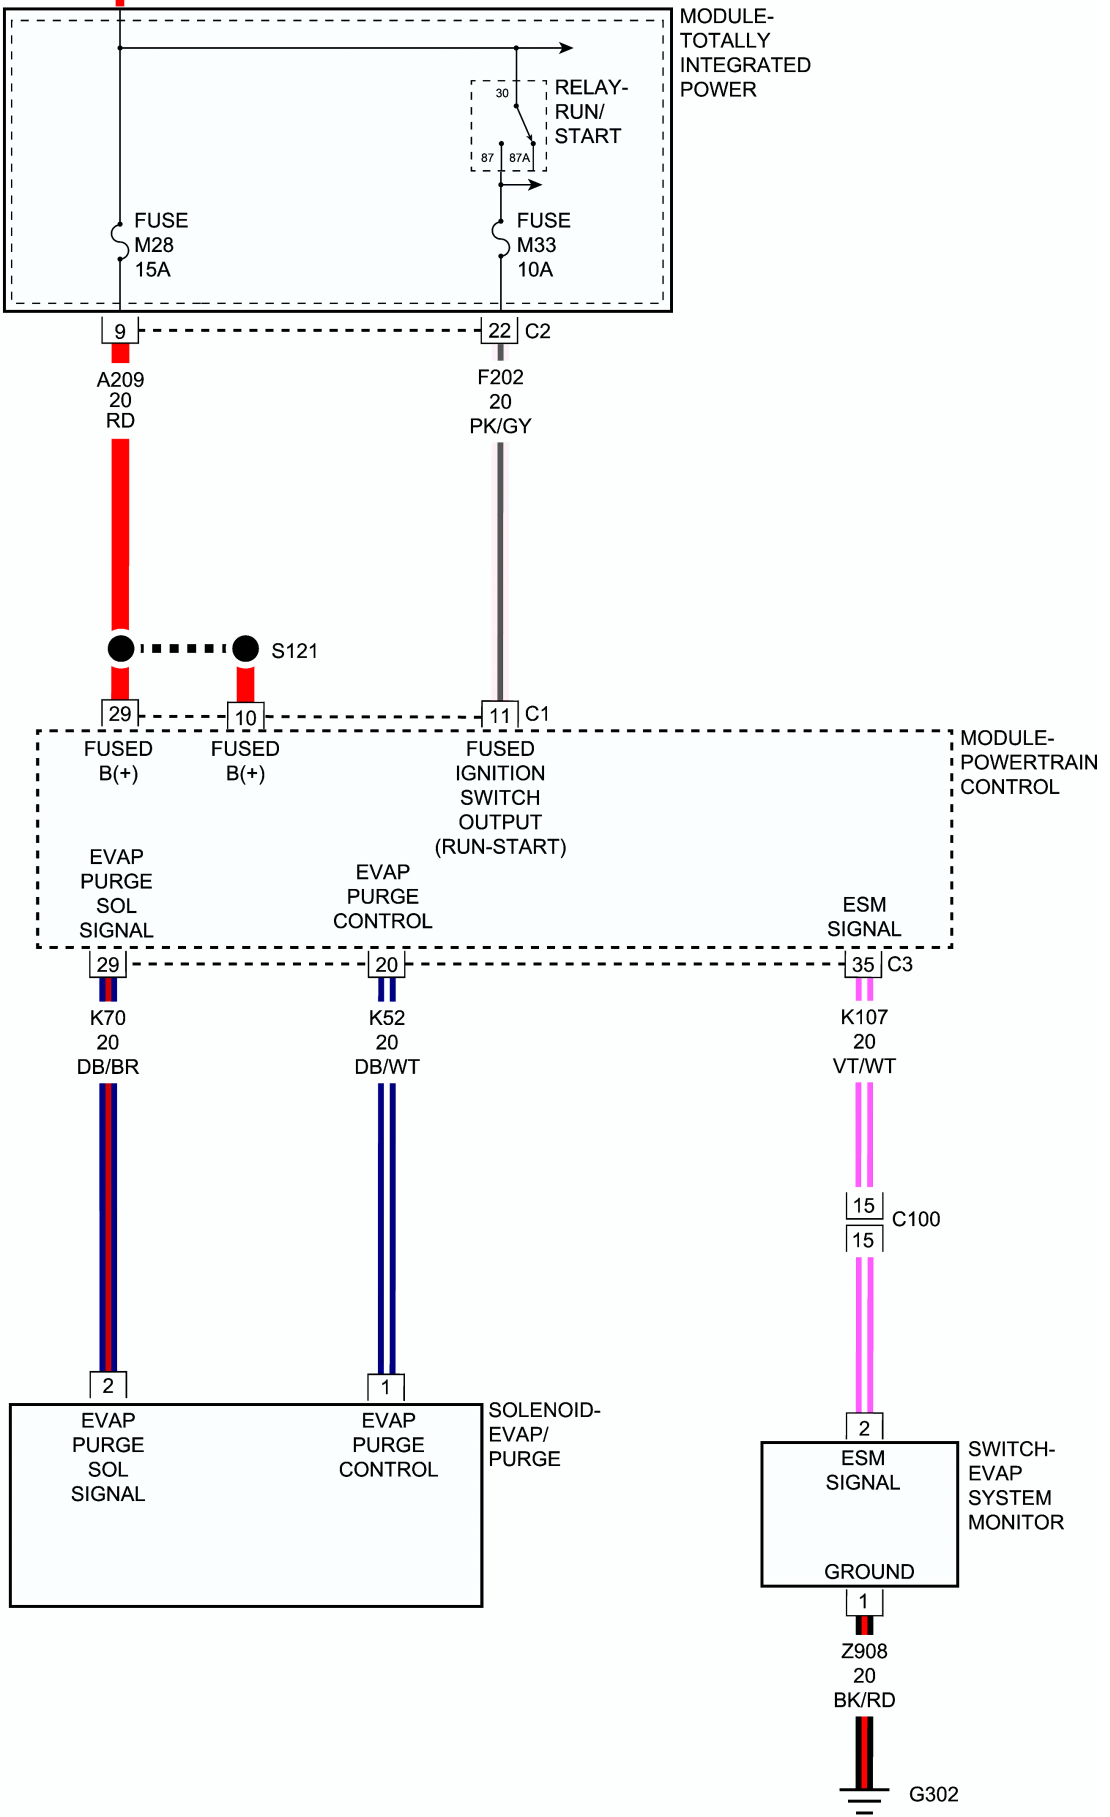 MODULE-
TOTALLY
INTEGRATED
POWER
30
RELAY-
RUN/
START
87
87A
FUSE
M28
15A
FUSE
M33
10A
9
22
C2
A209
20
RD
F202
20
PK/GY
S121
29
10
11
C1
FUSED
B(+)
FUSED
B(+)
FUSED
IGNITION
SWITCH
OUTPUT
(RUN-START)
MODULE-
POWERTRAIN
CONTROL
EVAP
PURGE
SOL
SIGNAL
EVAP
PURGE
CONTROL
ESM
SIGNAL
29
20
35
C3
K70
20
DB/BR
K52
20
DB/WT
K107
20
VT/WT
15
C100
15
2
1
EVAP
PURGE
SOL
SIGNAL
EVAP
PURGE
CONTROL
SOLENOID-
EVAP/
PURGE
2
ESM
SIGNAL
GROUND
SWITCH-
EVAP
SYSTEM
MONITOR
1
Z908
20
BK/RD
G302